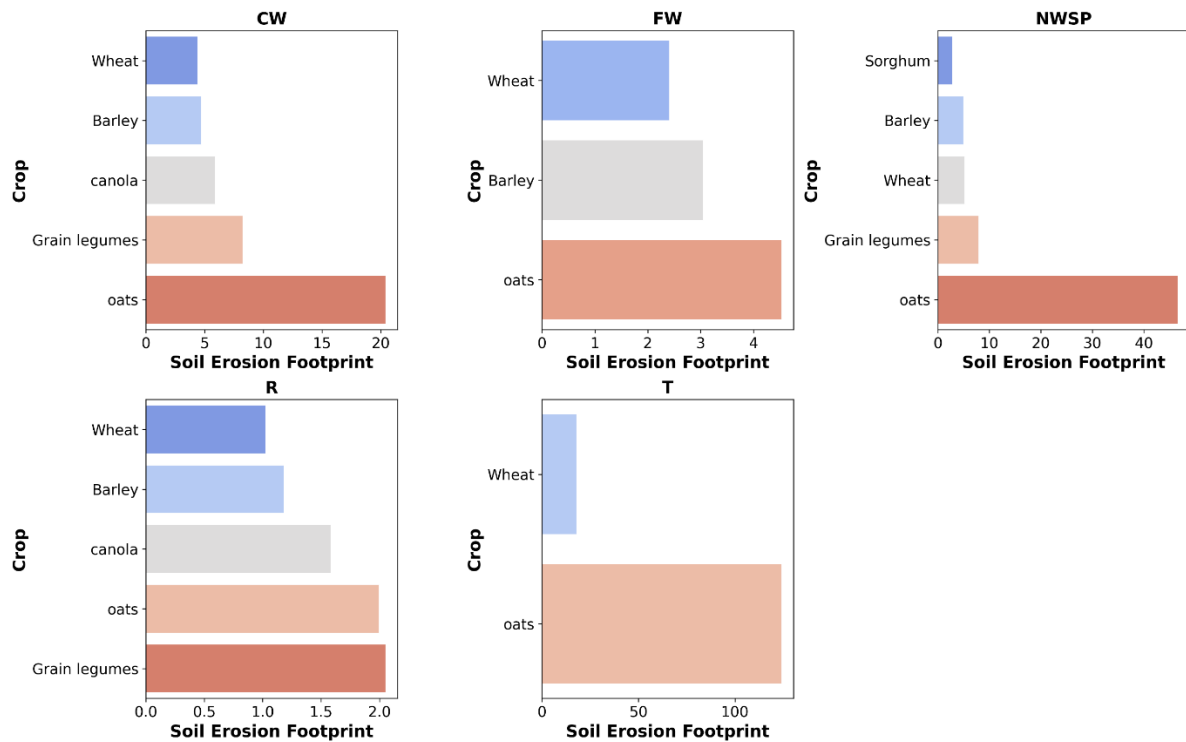 CW
Crop
Wheat
Barley
canola
Grain legumes
oats
0 5 10 15 20
Soil Erosion Footprint
FW
Crop
Wheat
Barley
oats
0 1 2 3 4
Soil Erosion Footprint
NWSP
Crop
Sorghum
Barley
Wheat
Grain legumes
oats
0 10 20 30 40
Soil Erosion Footprint
R
Crop
Wheat
Barley
canola
oats
Grain legumes
0.0 0.5 1.0 1.5 2.0
Soil Erosion Footprint
T
Crop
Wheat
oats
0 50 100
Soil Erosion Footprint